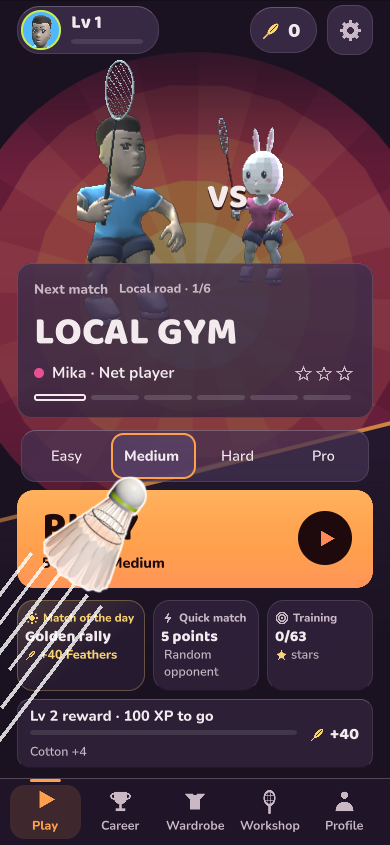 Lv 1
0
VS
Next match Local road · 1/6
LOCAL GYM
Mika · Net player
Easy Medium Hard Pro
Medium
Match of the day
Golden rally
+40 Feathers
Quick match
5 points
Random
opponent
Training
0/63
stars
Lv 2 reward · 100 XP to go
+40
Cotton +4
Play Career Wardrobe Workshop Profile